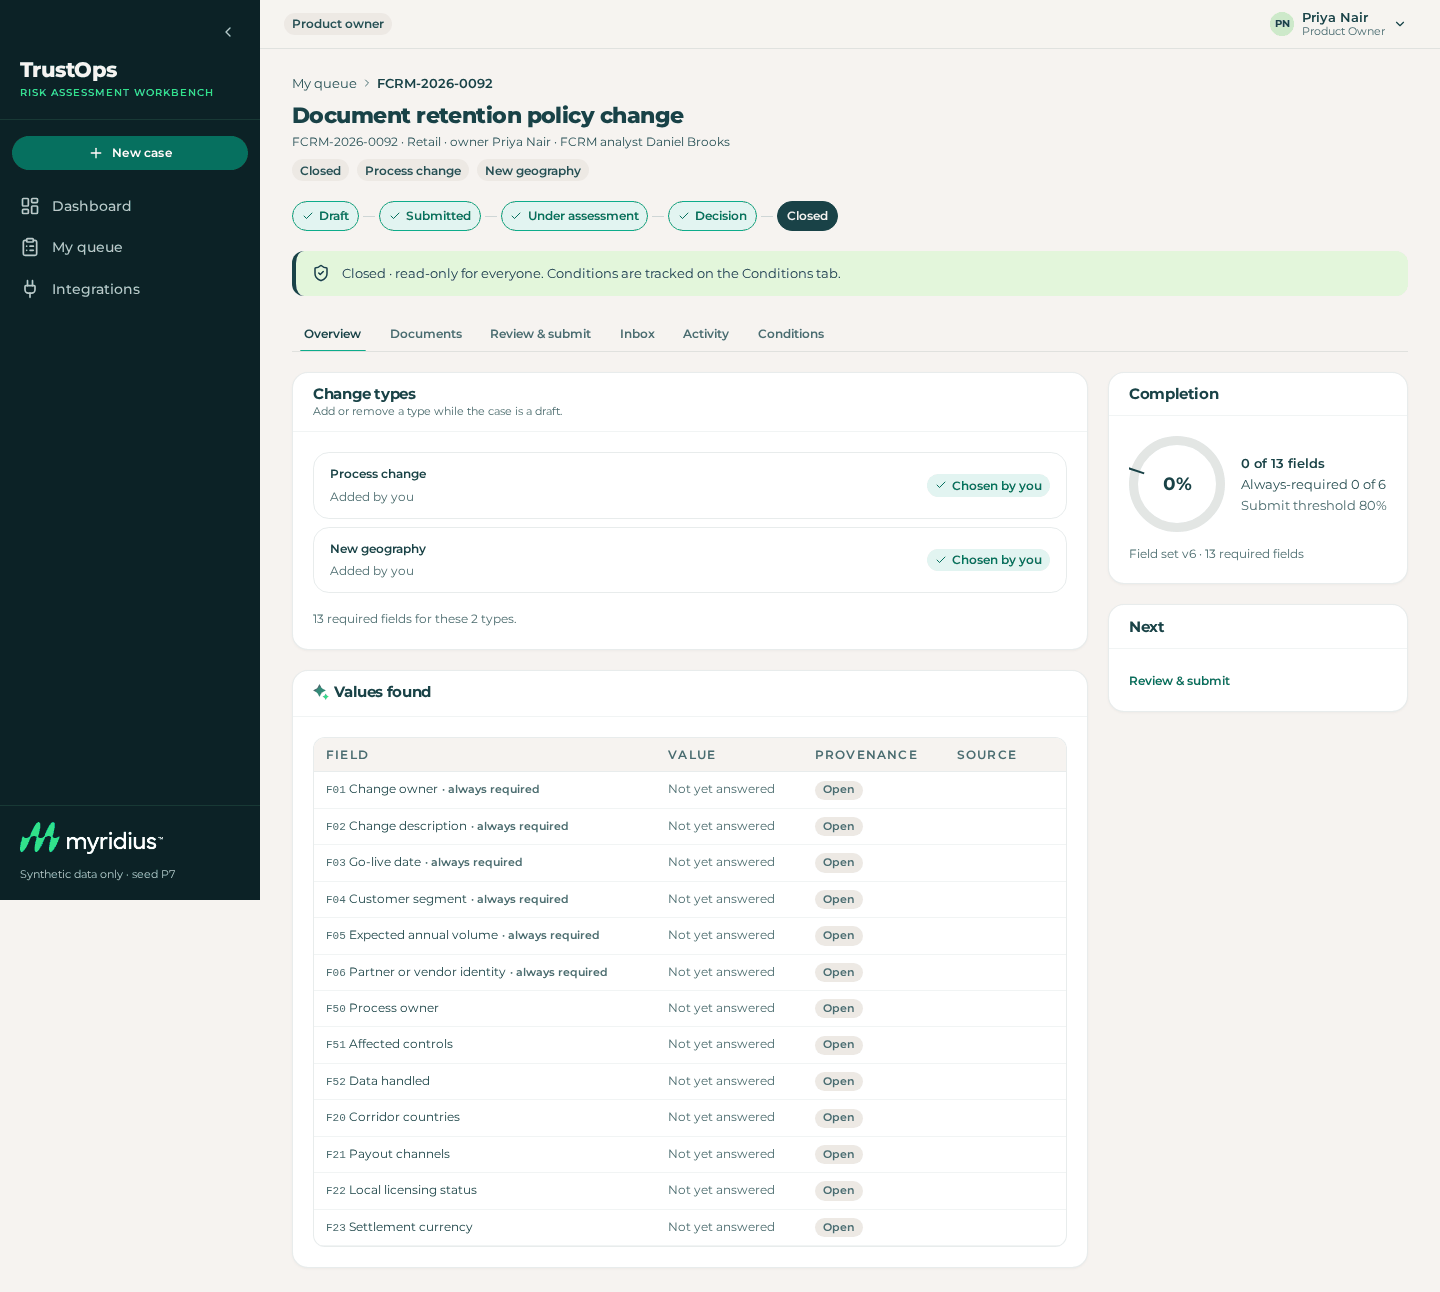 TrustOps
RISK ASSESSMENT WORKBENCH
New case
Dashboard
My queue
Integrations
myridius™
Synthetic data only · seed P7
Product owner
PN
Priya Nair
Product Owner
My queue › FCRM-2026-0092
Document retention policy change
FCRM-2026-0092 · Retail · owner Priya Nair · FCRM analyst Daniel Brooks
Closed Process change New geography
Draft Submitted Under assessment Decision Closed
Closed · read-only for everyone. Conditions are tracked on the Conditions tab.
Overview Documents Review & submit Inbox Activity Conditions
Change types
Add or remove a type while the case is a draft.
Process change
Added by you
Chosen by you
New geography
Added by you
Chosen by you
13 required fields for these 2 types.
Values found
FIELD VALUE PROVENANCE SOURCE
F01 Change owner · always required Not yet answered Open
F02 Change description · always required Not yet answered Open
F03 Go-live date · always required Not yet answered Open
F04 Customer segment · always required Not yet answered Open
F05 Expected annual volume · always required Not yet answered Open
F06 Partner or vendor identity · always required Not yet answered Open
F50 Process owner Not yet answered Open
F51 Affected controls Not yet answered Open
F52 Data handled Not yet answered Open
F20 Corridor countries Not yet answered Open
F21 Payout channels Not yet answered Open
F22 Local licensing status Not yet answered Open
F23 Settlement currency Not yet answered Open
Completion
0%
0 of 13 fields
Always-required 0 of 6
Submit threshold 80%
Field set v6 · 13 required fields
Next
Review & submit